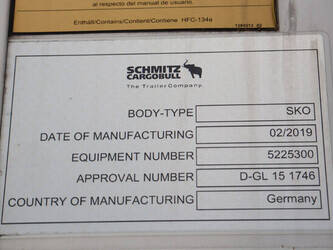 al respecto del manual de usuario.
Enthält/Contains/Contient/Contiene HFC-134a
SCHMITZ
CARGOBULL
The Trailer Company.
BODY-TYPE SKO
DATE OF MANUFACTURING 02/2019
EQUIPMENT NUMBER 5225300
APPROVAL NUMBER D-GL 15 1746
COUNTRY OF MANUFACTURING Germany